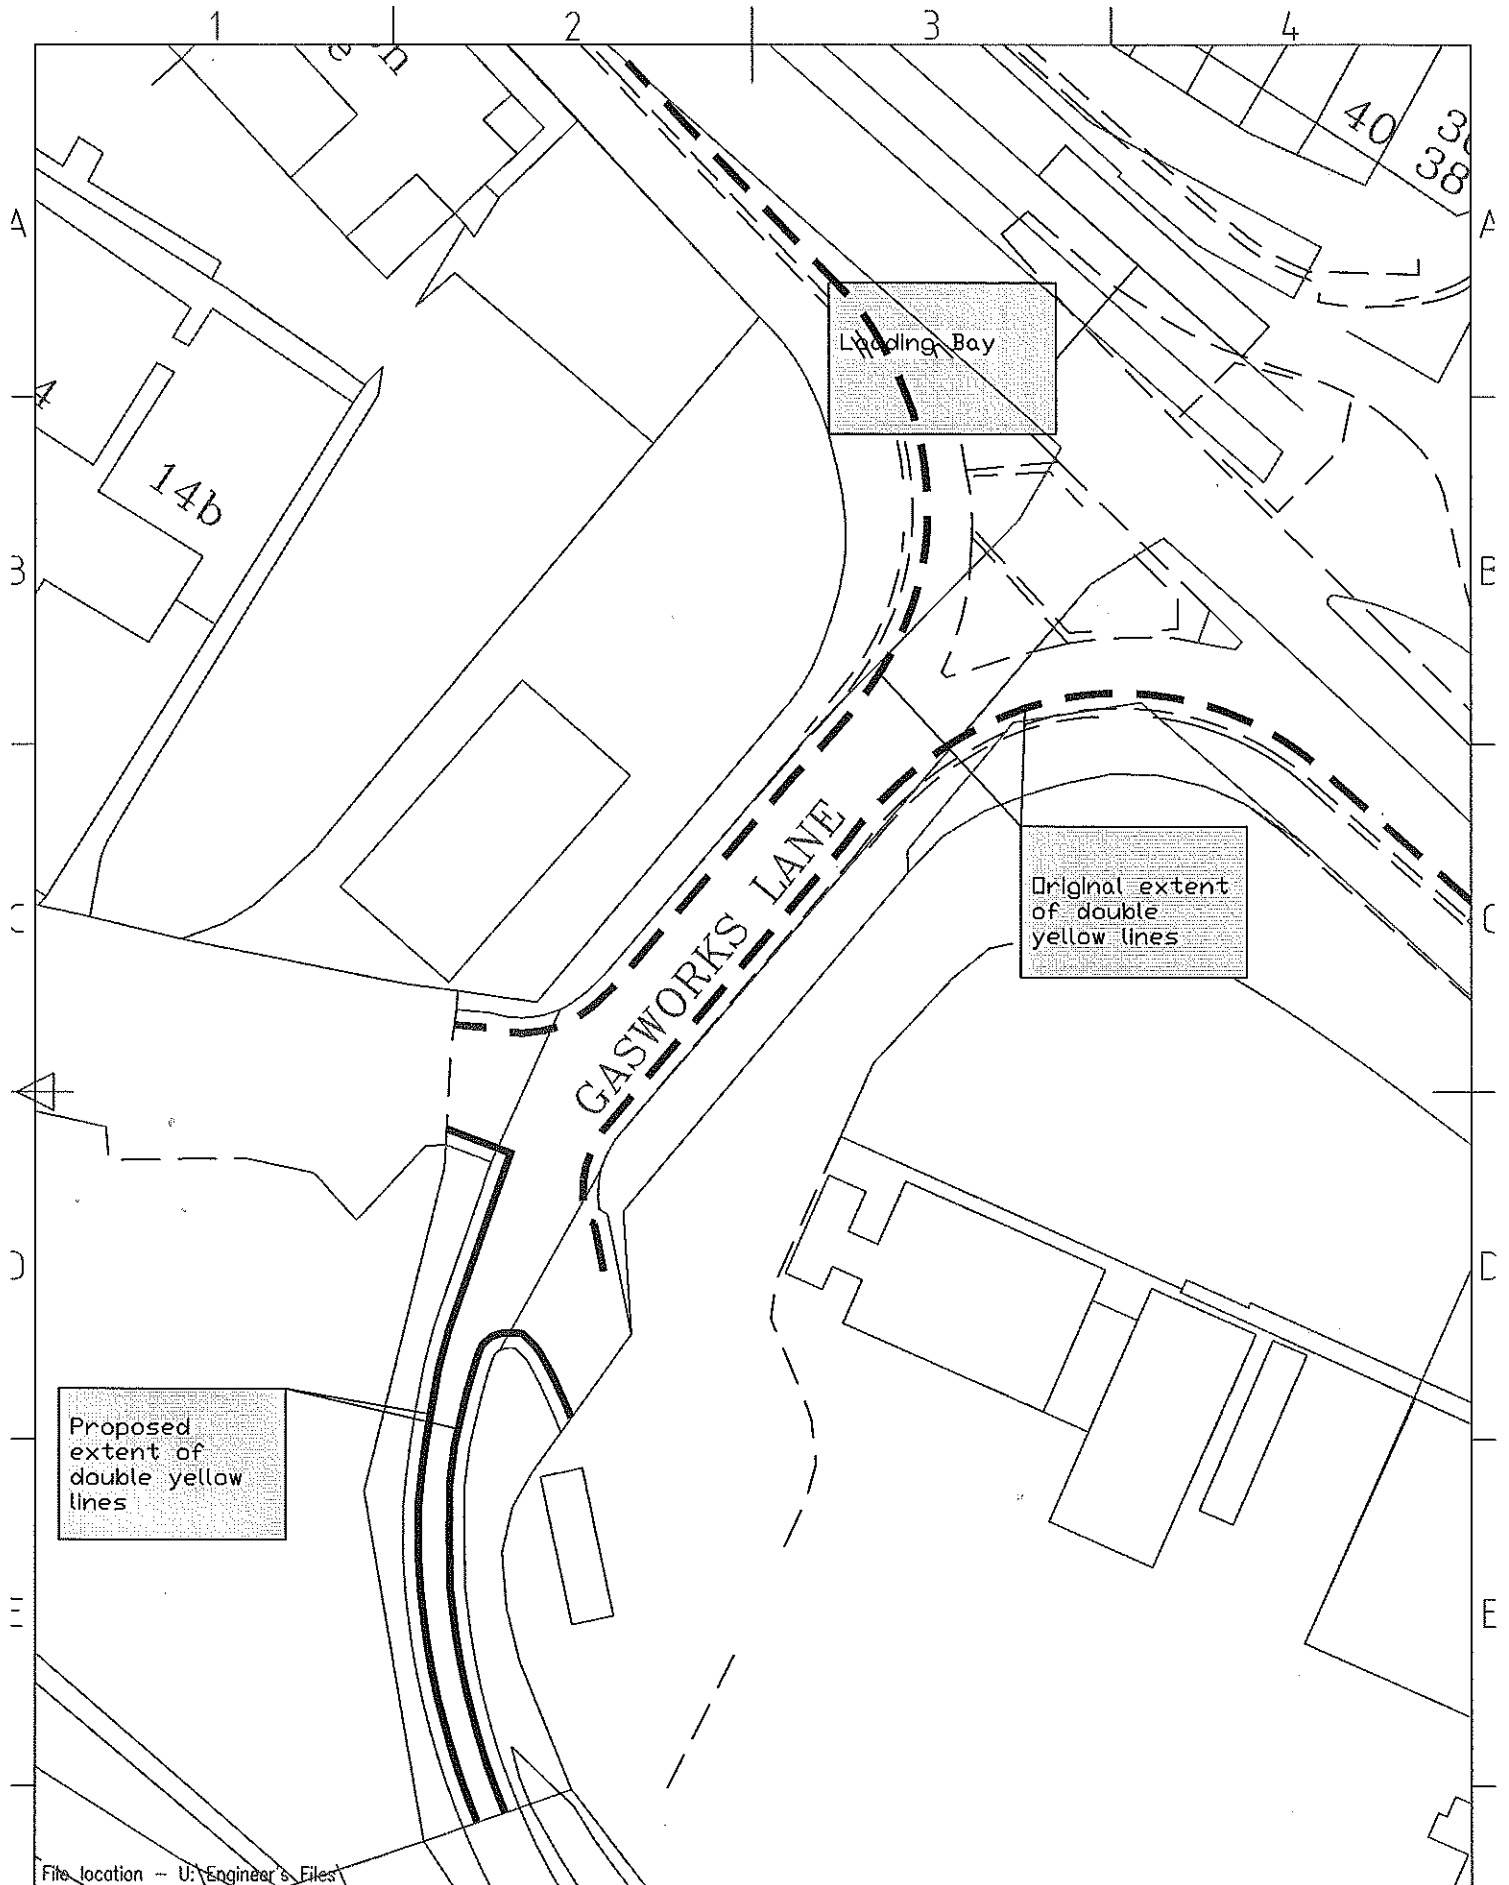 1 2 3 4
40
38
A A
Loading Bay
14b
B
GASWORKS LANE
Original extent
of double
yellow lines
C
D
Proposed
extent of
double yellow
lines
E
File location - U:\Engineer's Files\